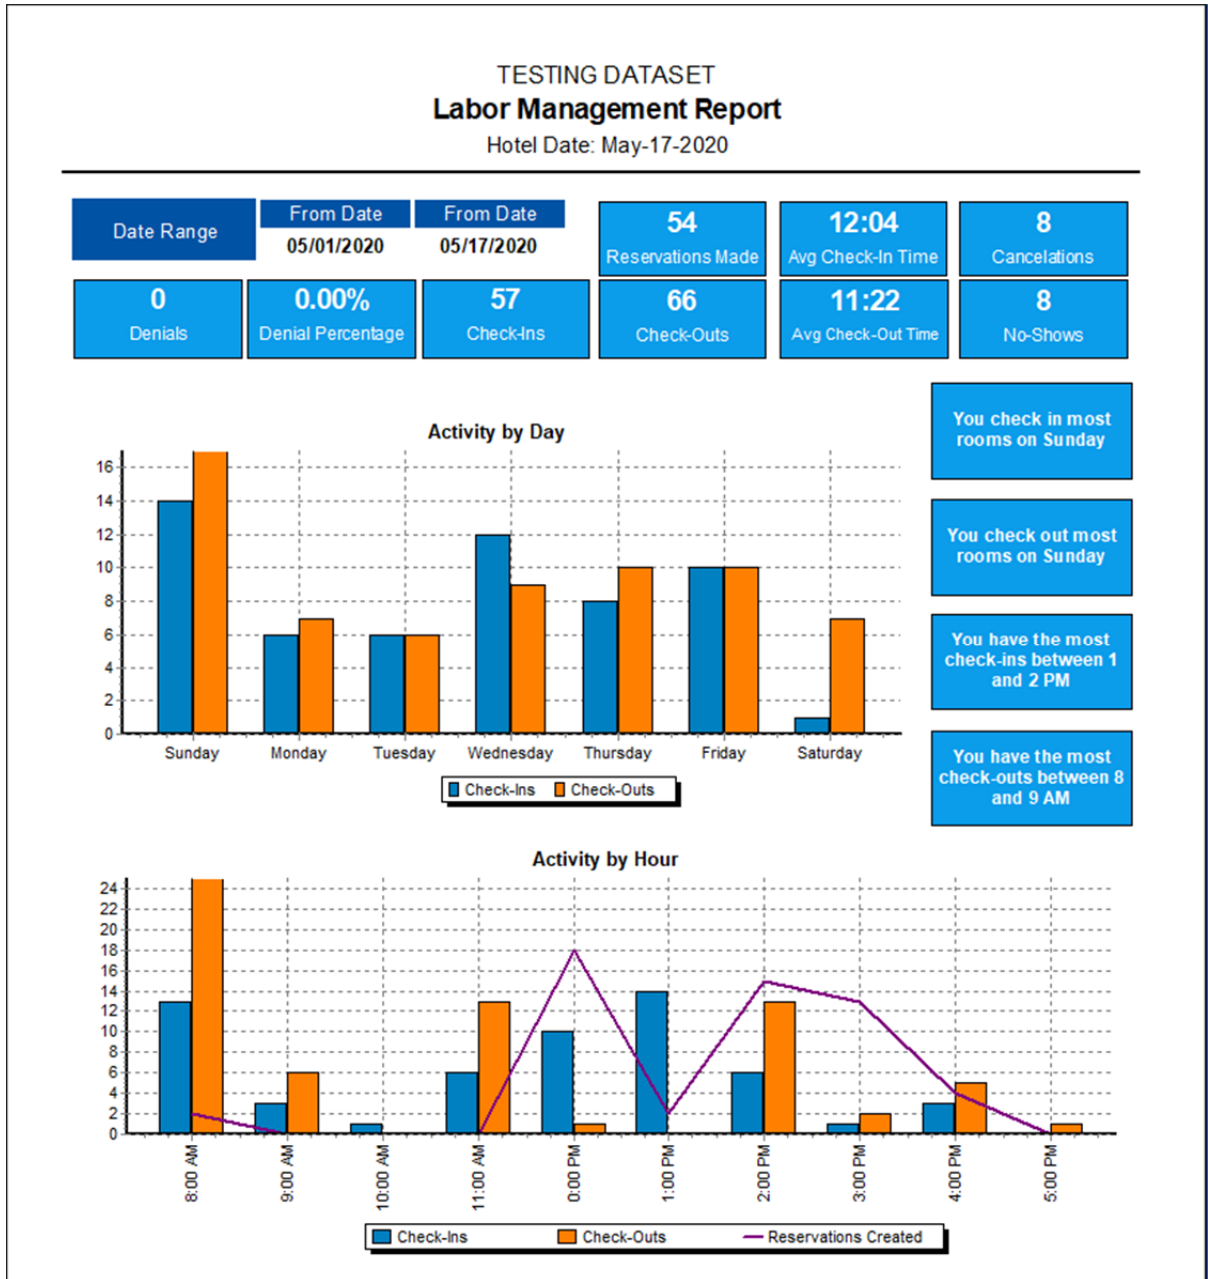 TESTING DATASET
Labor Management Report
Hotel Date: May-17-2020
Date Range
From Date
From Date
05/01/2020
05/17/2020
54
Reservations Made
12:04
Avg Check-In Time
8
Cancelations
0
Denials
0.00%
Denial Percentage
57
Check-Ins
66
Check-Outs
11:22
Avg Check-Out Time
8
No-Shows
Activity by Day
16
14
12
10
8
6
4
2
0
Sunday Monday Tuesday Wednesday Thursday Friday Saturday
Check-Ins Check-Outs
You check in most
rooms on Sunday
You check out most
rooms on Sunday
You have the most
check-ins between 1
and 2 PM
You have the most
check-outs between 8
and 9 AM
Activity by Hour
24
22
20
18
16
14
12
10
8
6
4
2
0
8:00 AM
9:00 AM
10:00 AM
11:00 AM
0:00 PM
1:00 PM
2:00 PM
3:00 PM
4:00 PM
5:00 PM
Check-Ins Check-Outs Reservations Created